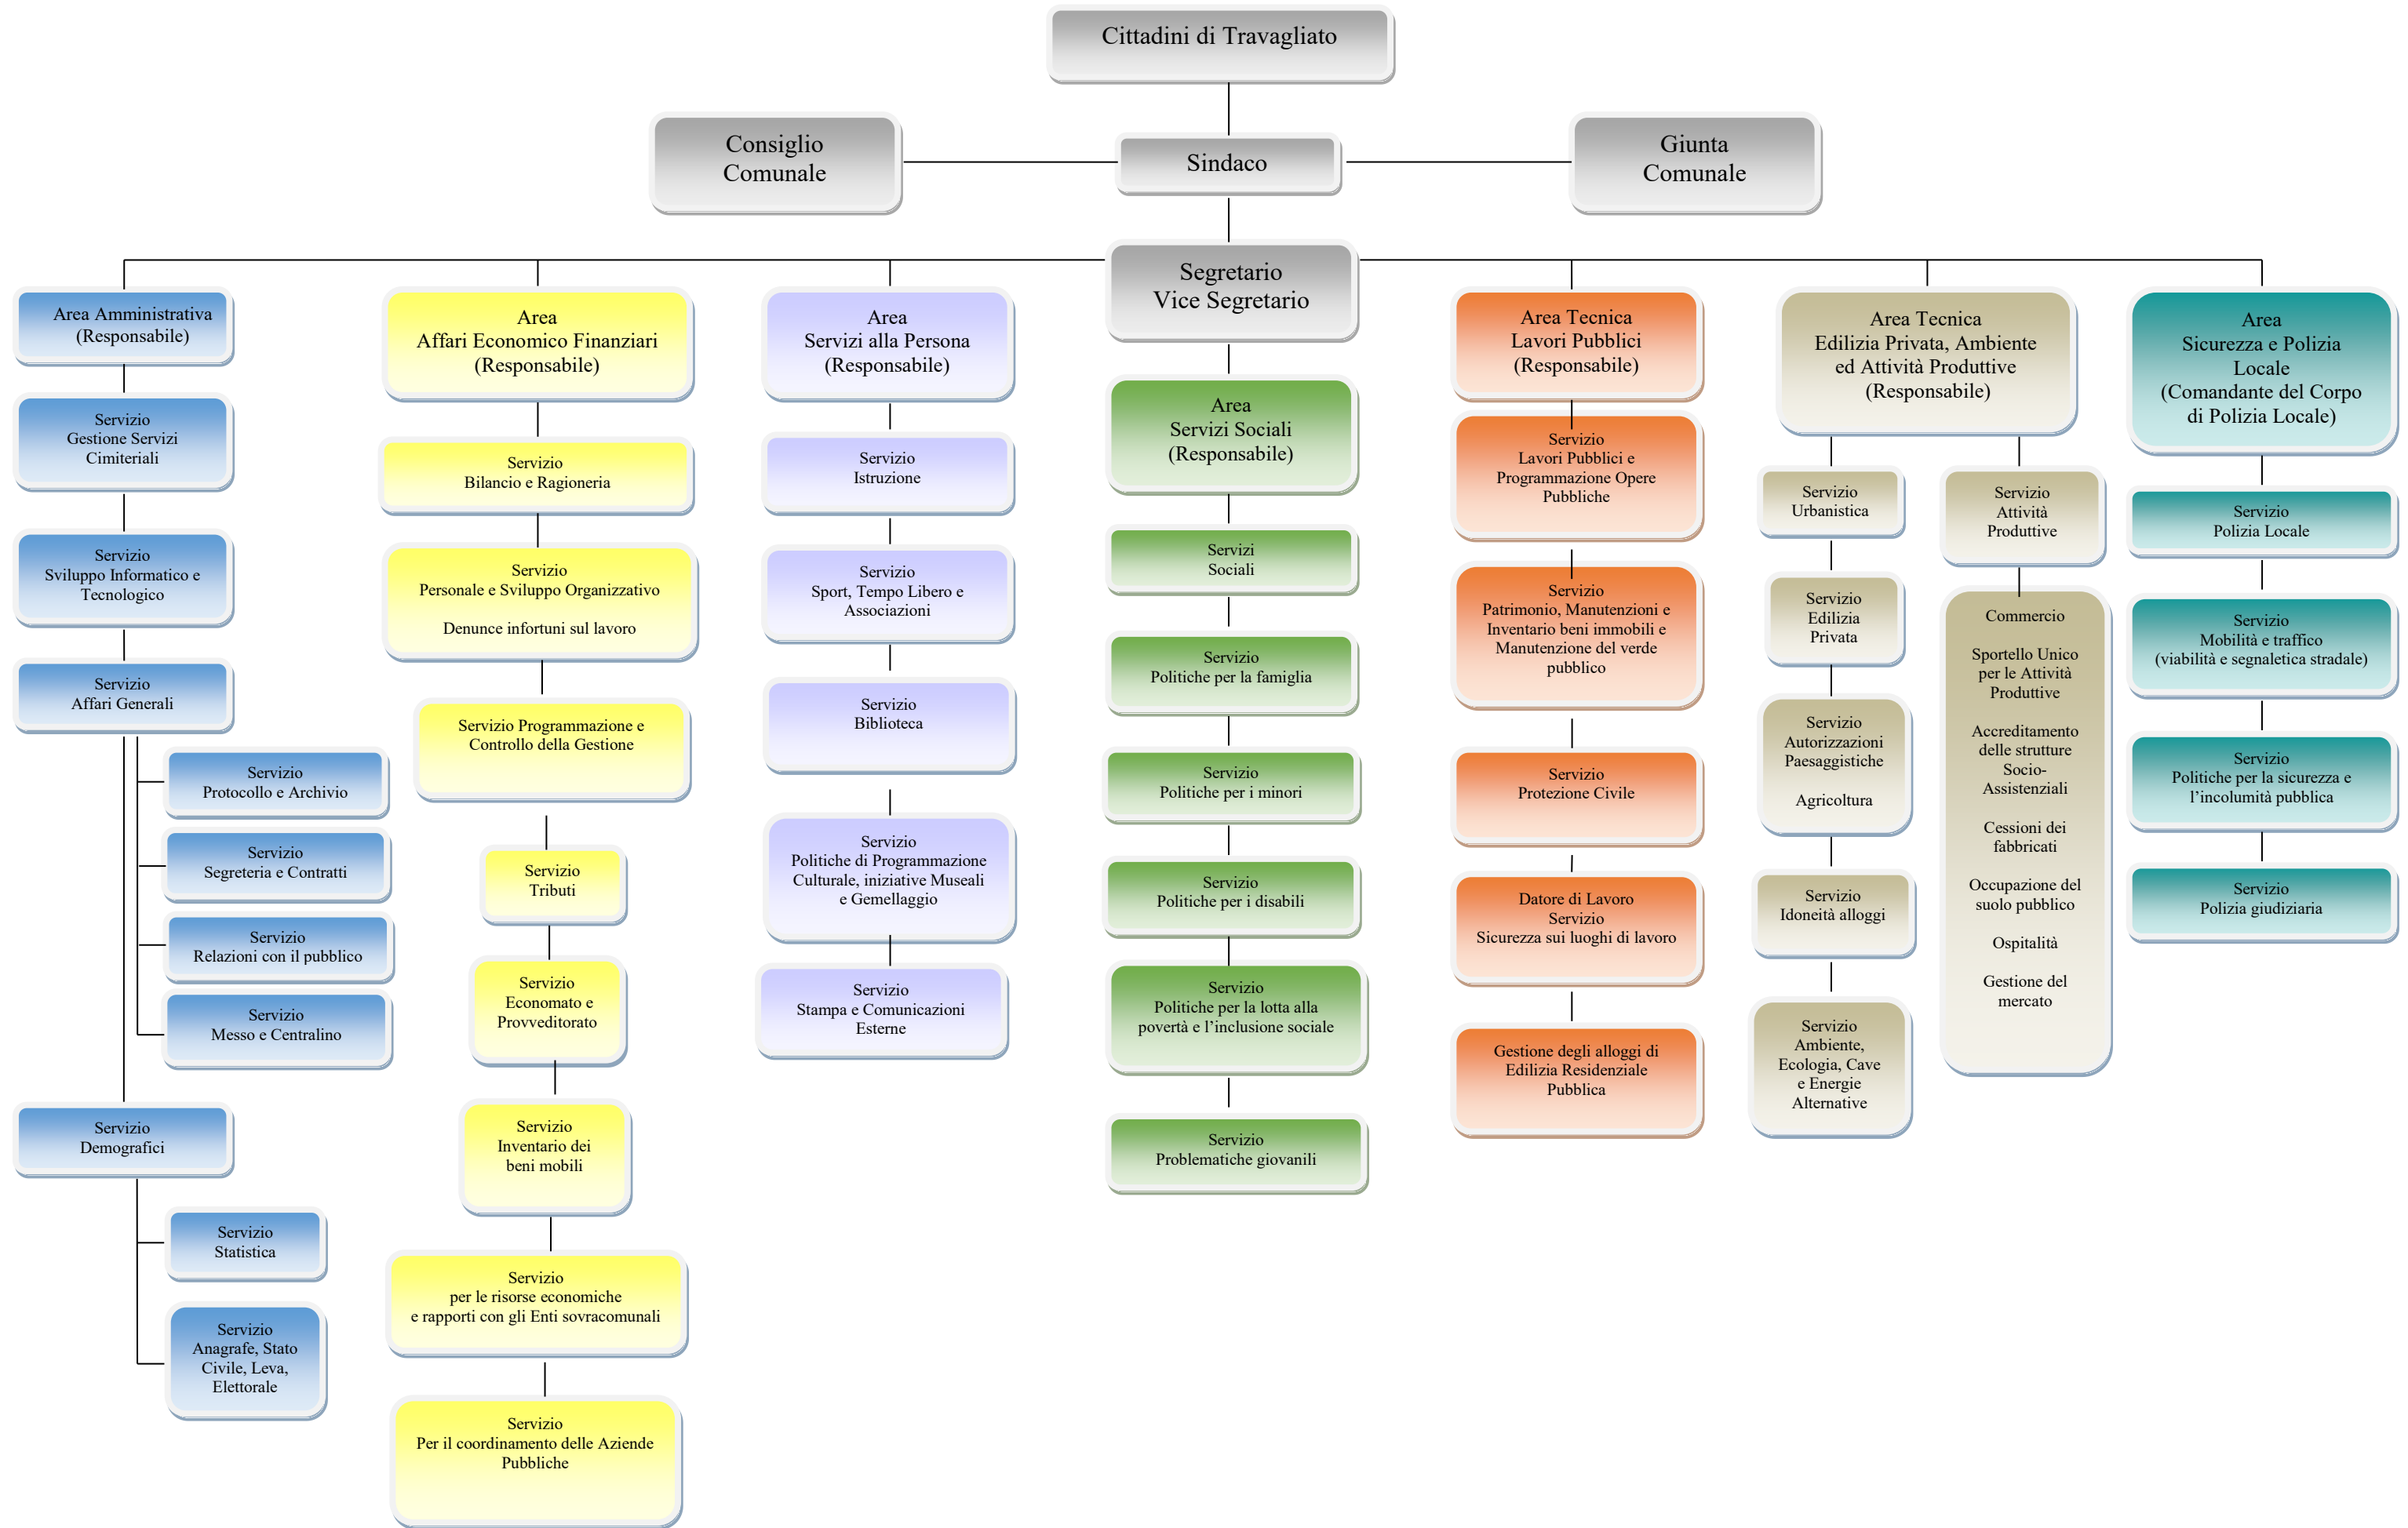 Cittadini di Travagliato
Consiglio
Comunale
Sindaco
Giunta
Comunale
Segretario
Vice Segretario
Area Amministrativa
(Responsabile)
Servizio
Gestione Servizi
Cimiteriali
Servizio
Sviluppo Informatico e
Tecnologico
Servizio
Affari Generali
Servizio
Protocollo e Archivio
Servizio
Segreteria e Contratti
Servizio
Relazioni con il pubblico
Servizio
Messo e Centralino
Servizio
Demografici
Servizio
Statistica
Servizio
Anagrafe, Stato
Civile, Leva,
Elettorale
Area
Affari Economico Finanziari
(Responsabile)
Servizio
Bilancio e Ragioneria
Servizio
Personale e Sviluppo Organizzativo
Denunce infortuni sul lavoro
Servizio Programmazione e
Controllo della Gestione
Servizio
Tributi
Servizio
Economato e
Provveditorato
Servizio
Inventario dei
beni mobili
Servizio
per le risorse economiche
e rapporti con gli Enti sovracomunali
Servizio
Per il coordinamento delle Aziende
Pubbliche
Area
Servizi alla Persona
(Responsabile)
Servizio
Istruzione
Servizio
Sport, Tempo Libero e
Associazioni
Servizio
Biblioteca
Servizio
Politiche di Programmazione
Culturale, iniziative Museali
e Gemellaggio
Servizio
Stampa e Comunicazioni
Esterne
Area
Servizi Sociali
(Responsabile)
Servizi
Sociali
Servizio
Politiche per la famiglia
Servizio
Politiche per i minori
Servizio
Politiche per i disabili
Servizio
Politiche per la lotta alla
povertà e l’inclusione sociale
Servizio
Problematiche giovanili
Area Tecnica
Lavori Pubblici
(Responsabile)
Servizio
Lavori Pubblici e
Programmazione Opere
Pubbliche
Servizio
Patrimonio, Manutenzioni e
Inventario beni immobili e
Manutenzione del verde
pubblico
Servizio
Protezione Civile
Datore di Lavoro
Servizio
Sicurezza sui luoghi di lavoro
Gestione degli alloggi di
Edilizia Residenziale
Pubblica
Area Tecnica
Edilizia Privata, Ambiente
ed Attività Produttive
(Responsabile)
Servizio
Urbanistica
Servizio
Edilizia
Privata
Servizio
Autorizzazioni
Paesaggistiche
Agricoltura
Servizio
Idoneità alloggi
Servizio
Ambiente,
Ecologia, Cave
e Energie
Alternative
Servizio
Attività
Produttive
Commercio
Sportello Unico
per le Attività
Produttive
Accreditamento
delle strutture
Socio-
Assistenziali
Cessioni dei
fabbricati
Occupazione del
suolo pubblico
Ospitalità
Gestione del
mercato
Area
Sicurezza e Polizia
Locale
(Comandante del Corpo
di Polizia Locale)
Servizio
Polizia Locale
Servizio
Mobilità e traffico
(viabilità e segnaletica stradale)
Servizio
Politiche per la sicurezza e
l’incolumità pubblica
Servizio
Polizia giudiziaria